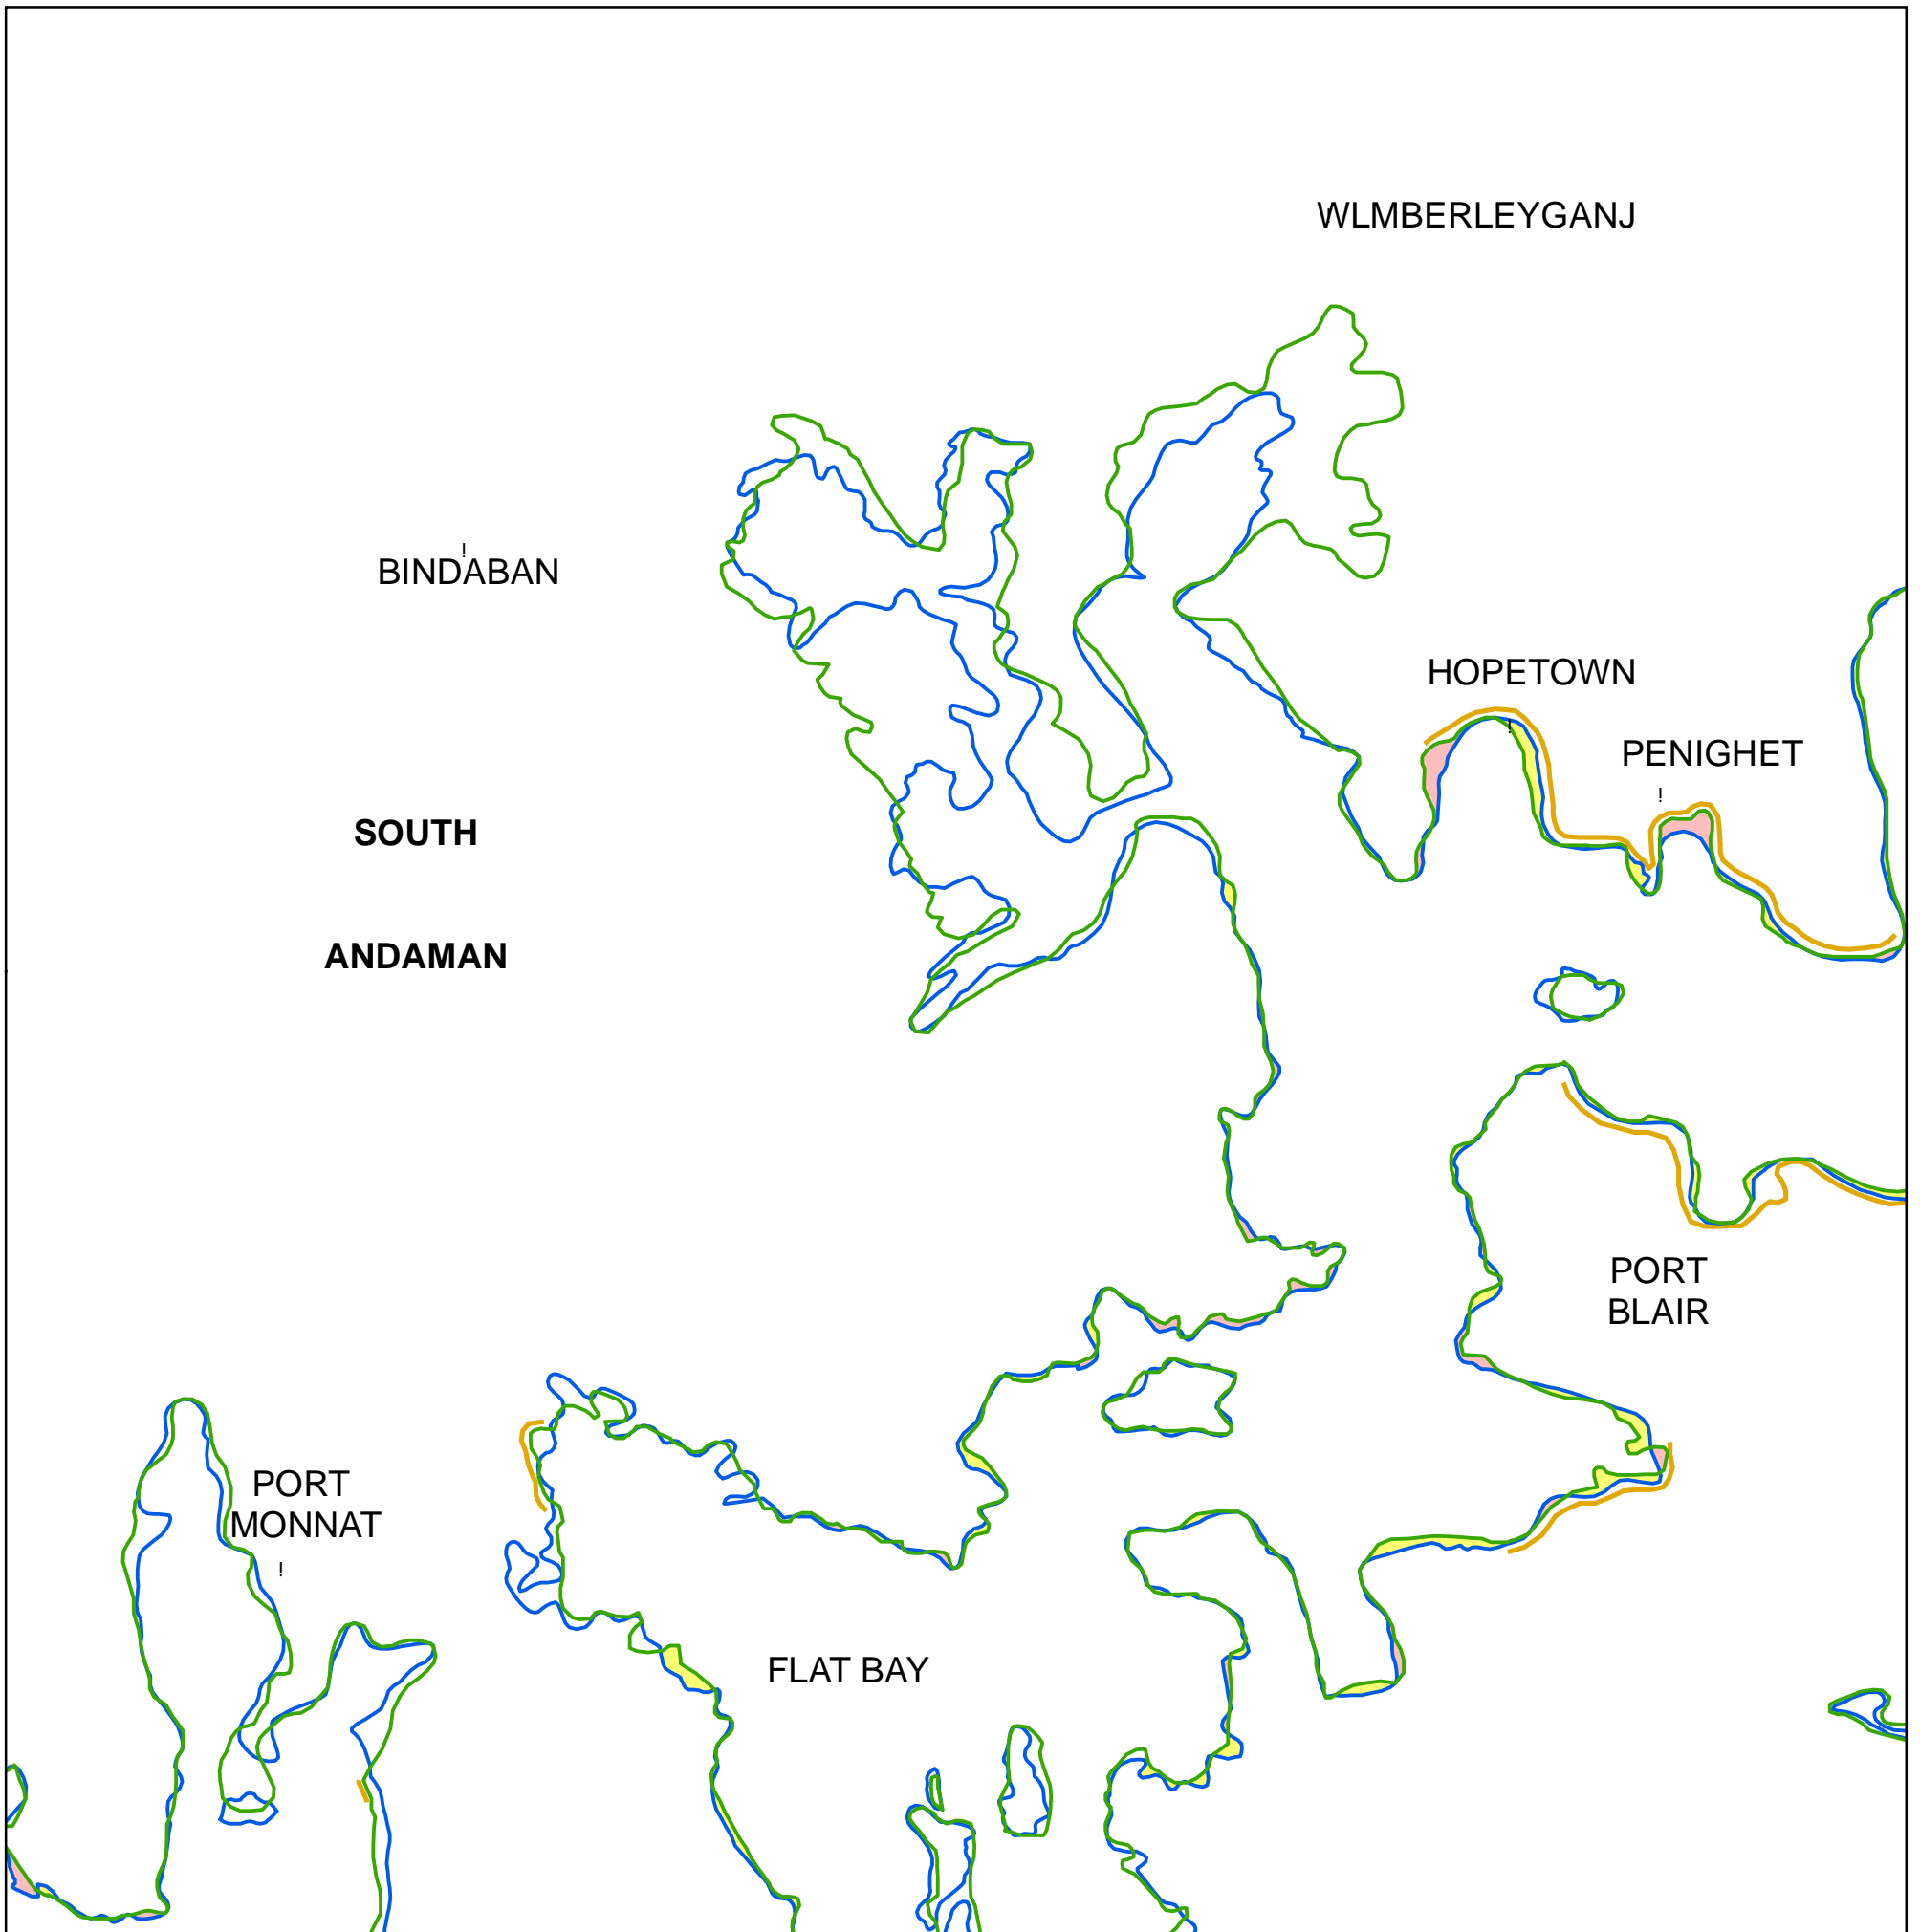 WLMBERLEYGANJ
BINDABAN
HOPETOWN
PENIGHET
SOUTH
ANDAMAN
PORT
BLAIR
PORT
MONNAT
FLAT BAY